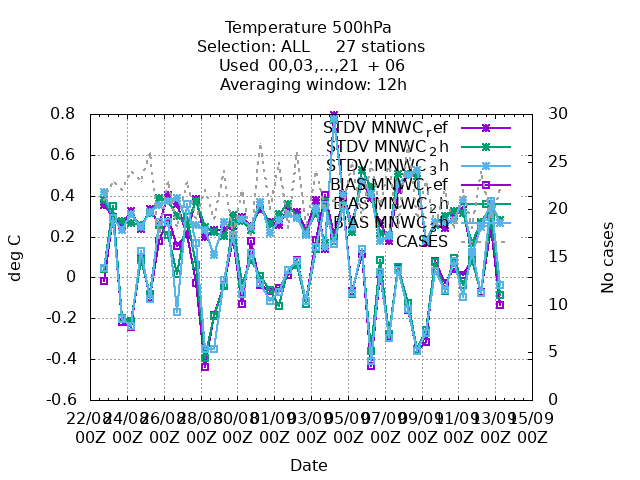 Temperature 500hPa
Selection: ALL 27 stations
Used 00,03,...,21 + 06
Averaging window: 12h
0.8
0.6
0.4
0.2
0
-0.2
-0.4
-0.6
deg C
30
25
20
15
10
5
0
No cases
STDV MNWC_ref
STDV MNWC_2h
STDV MNWC_3h
BIAS MNWC_ref
BIAS MNWC_2h
BIAS MNWC_3h
CASES
22/08 24/08 26/08 28/08 30/08 01/09 03/09 05/09 07/09 09/09 11/09 13/09 15/09
00Z 00Z 00Z 00Z 00Z 00Z 00Z 00Z 00Z 00Z 00Z 00Z 00Z
Date